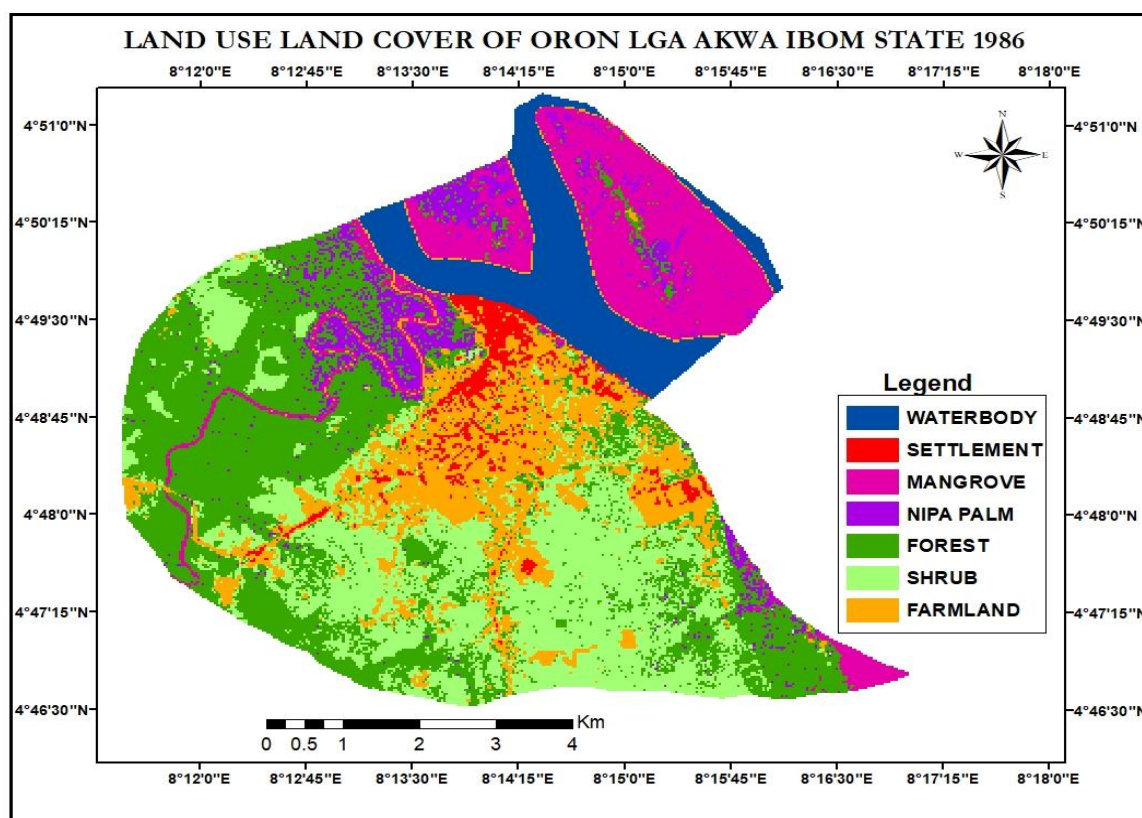 LAND USE LAND COVER OF ORON LGA AKWA IBOM STATE 1986
8°12'0"E 8°12'45"E 8°13'30"E 8°14'15"E 8°15'0"E 8°15'45"E 8°16'30"E 8°17'15"E 8°18'0"E
4°51'0"N 4°51'0"N
N
W E
S
4°50'15"N 4°50'15"N
4°49'30"N 4°49'30"N
Legend
4°48'45"N 4°48'45"N
WATERBODY
SETTLEMENT
MANGROVE
NIPA PALM
FOREST
SHRUB
FARMLAND
4°48'0"N 4°48'0"N
4°47'15"N 4°47'15"N
4°46'30"N 4°46'30"N
Km
0 0.5 1 2 3 4
8°12'0"E 8°12'45"E 8°13'30"E 8°14'15"E 8°15'0"E 8°15'45"E 8°16'30"E 8°17'15"E 8°18'0"E